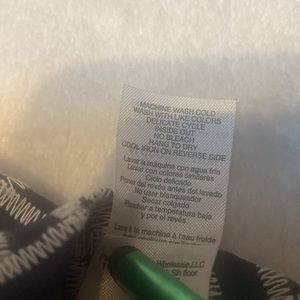 MACHINE WASH COLD
WASH WITH LIKE COLORS
DELICATE CYCLE
INSIDE OUT
NO BLEACH
HANG TO DRY
COOL IRON ON REVERSE SIDE
Lavar a máquina con agua fria
Lavar con colores similares
Ciclo delicado
Poner del revés antes del lavado
No usar blanqueador
Secar colgado
Planchar a temperatura baja
y por el revés
Lavar à la machine à l'eau froide
Wholesale, LLC
5th floor